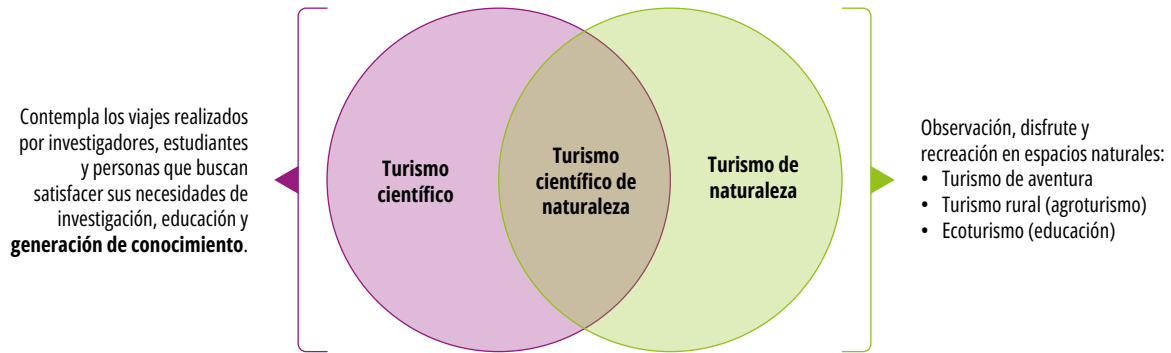 Contempla los viajes realizados
por investigadores, estudiantes
y personas que buscan
satisfacer sus necesidades de
investigación, educación y
generación de conocimiento.
Turismo
científico
Turismo
científico de
naturaleza
Turismo de
naturaleza
Observación, disfrute y
recreación en espacios naturales:
• Turismo de aventura
• Turismo rural (agroturismo)
• Ecoturismo (educación)